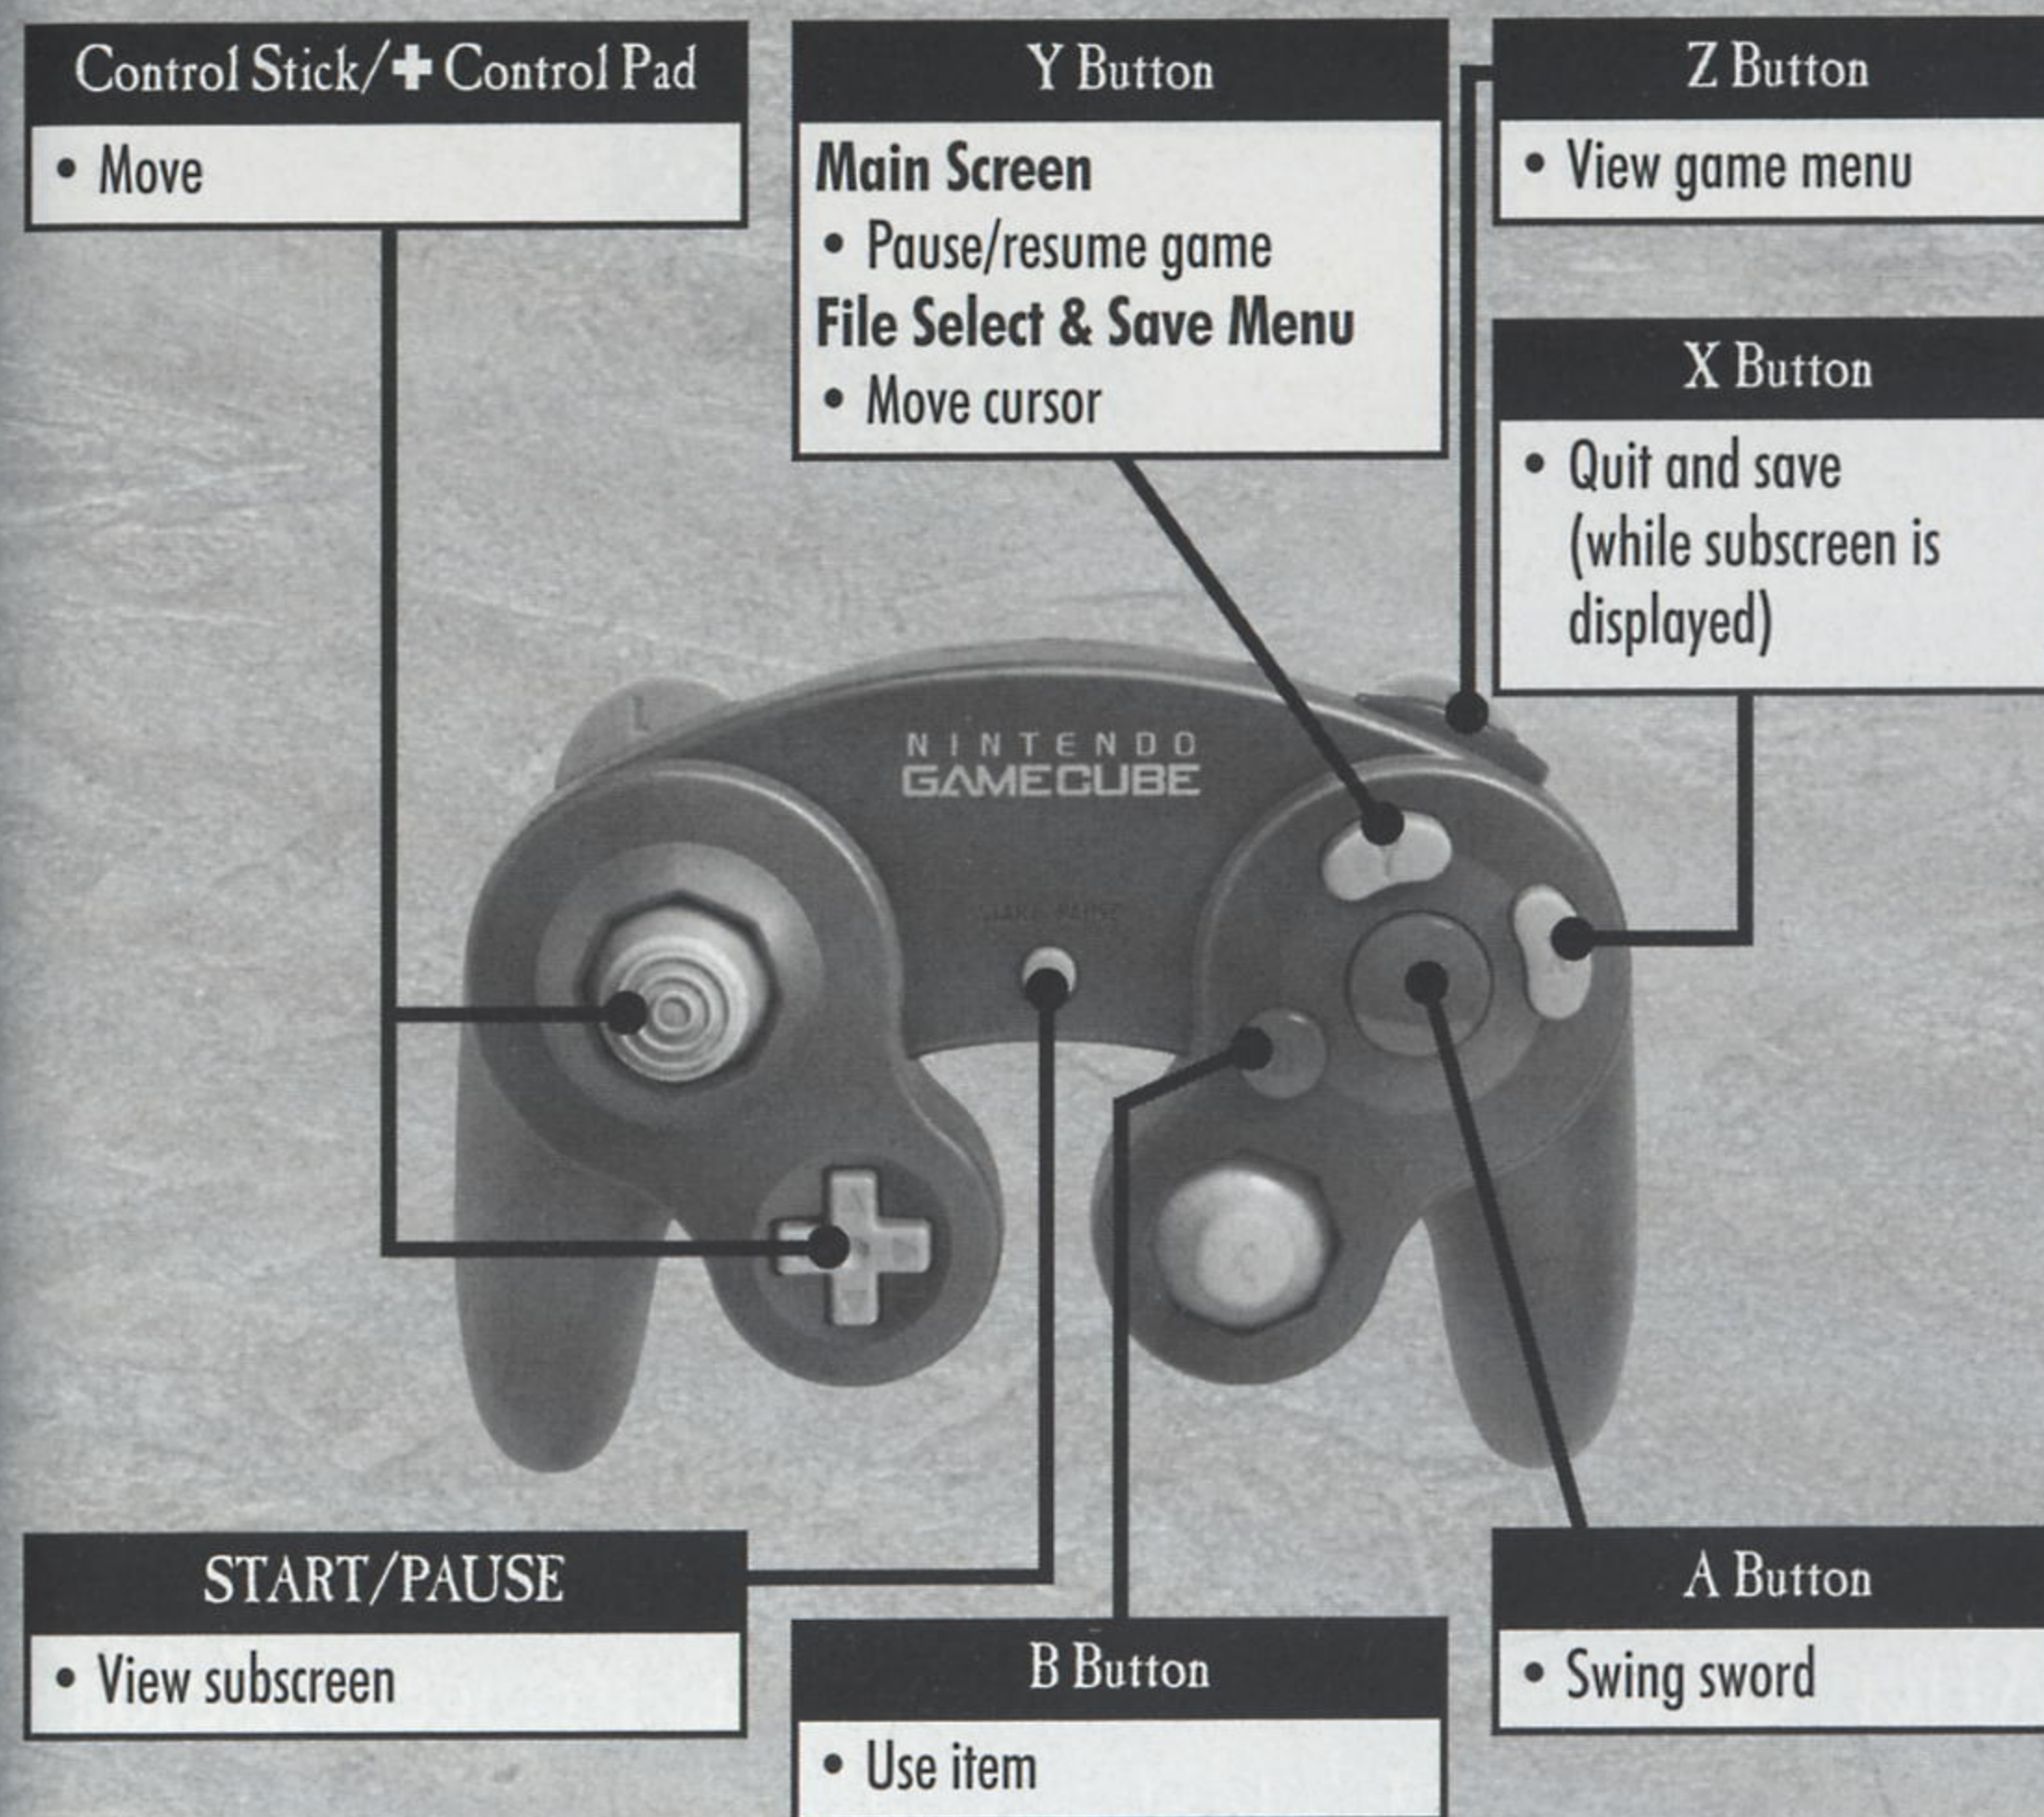 Control Stick/✚ Control Pad
• Move
Y Button
Main Screen
• Pause/resume game
File Select & Save Menu
• Move cursor
Z Button
• View game menu
X Button
• Quit and save
(while subscreen is
displayed)
L
NINTENDO
GAMECUBE
START/PAUSE
Y
START/PAUSE
• View subscreen
B Button
• Use item
A Button
• Swing sword